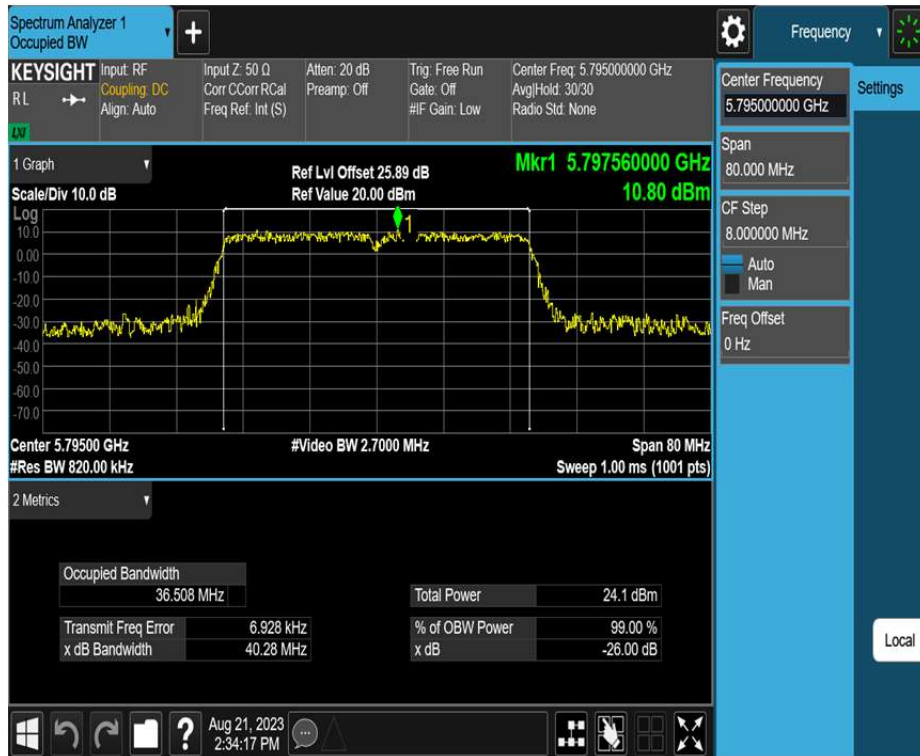 Spectrum Analyzer 1
Occupied BW
Frequency
KEYSIGHT
R L
LXI
Input: RF
Coupling: DC
Align: Auto
Input Z: 50 Ω
Corr CCorr RCal
Freq Ref: Int (S)
Atten: 20 dB
Preamp: Off
Trig: Free Run
Gate: Off
#IF Gain: Low
Center Freq: 5.795000000 GHz
Avg|Hold: 30/30
Radio Std: None
Center Frequency
5.795000000 GHz
Settings
Span
80.000 MHz
CF Step
8.000000 MHz
Auto
Man
Freq Offset
0 Hz
1 Graph
Scale/Div 10.0 dB
Ref Lvl Offset 25.89 dB
Ref Value 20.00 dBm
Mkr1 5.797560000 GHz
10.80 dBm
Log
10.0
0.00
-10.0
-20.0
-30.0
-40.0
-50.0
-60.0
-70.0
1
Center 5.79500 GHz
#Res BW 820.00 kHz
#Video BW 2.7000 MHz
Span 80 MHz
Sweep 1.00 ms (1001 pts)
2 Metrics
Occupied Bandwidth
36.508 MHz
Transmit Freq Error 6.928 kHz
x dB Bandwidth 40.28 MHz
Total Power 24.1 dBm
% of OBW Power 99.00 %
x dB -26.00 dB
Local
?
Aug 21, 2023
2:34:17 PM